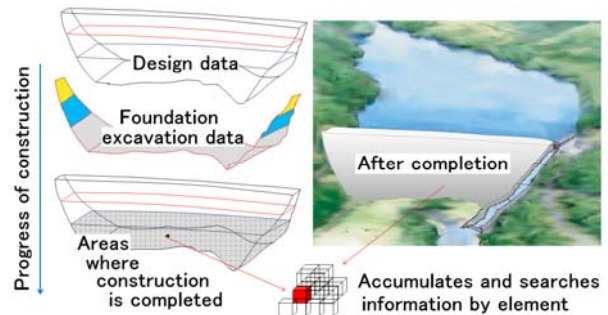 Progress of construction
Design data
Foundation
excavation data
Areas
where
construction
is completed
After completion
Accumulates and searches
information by element